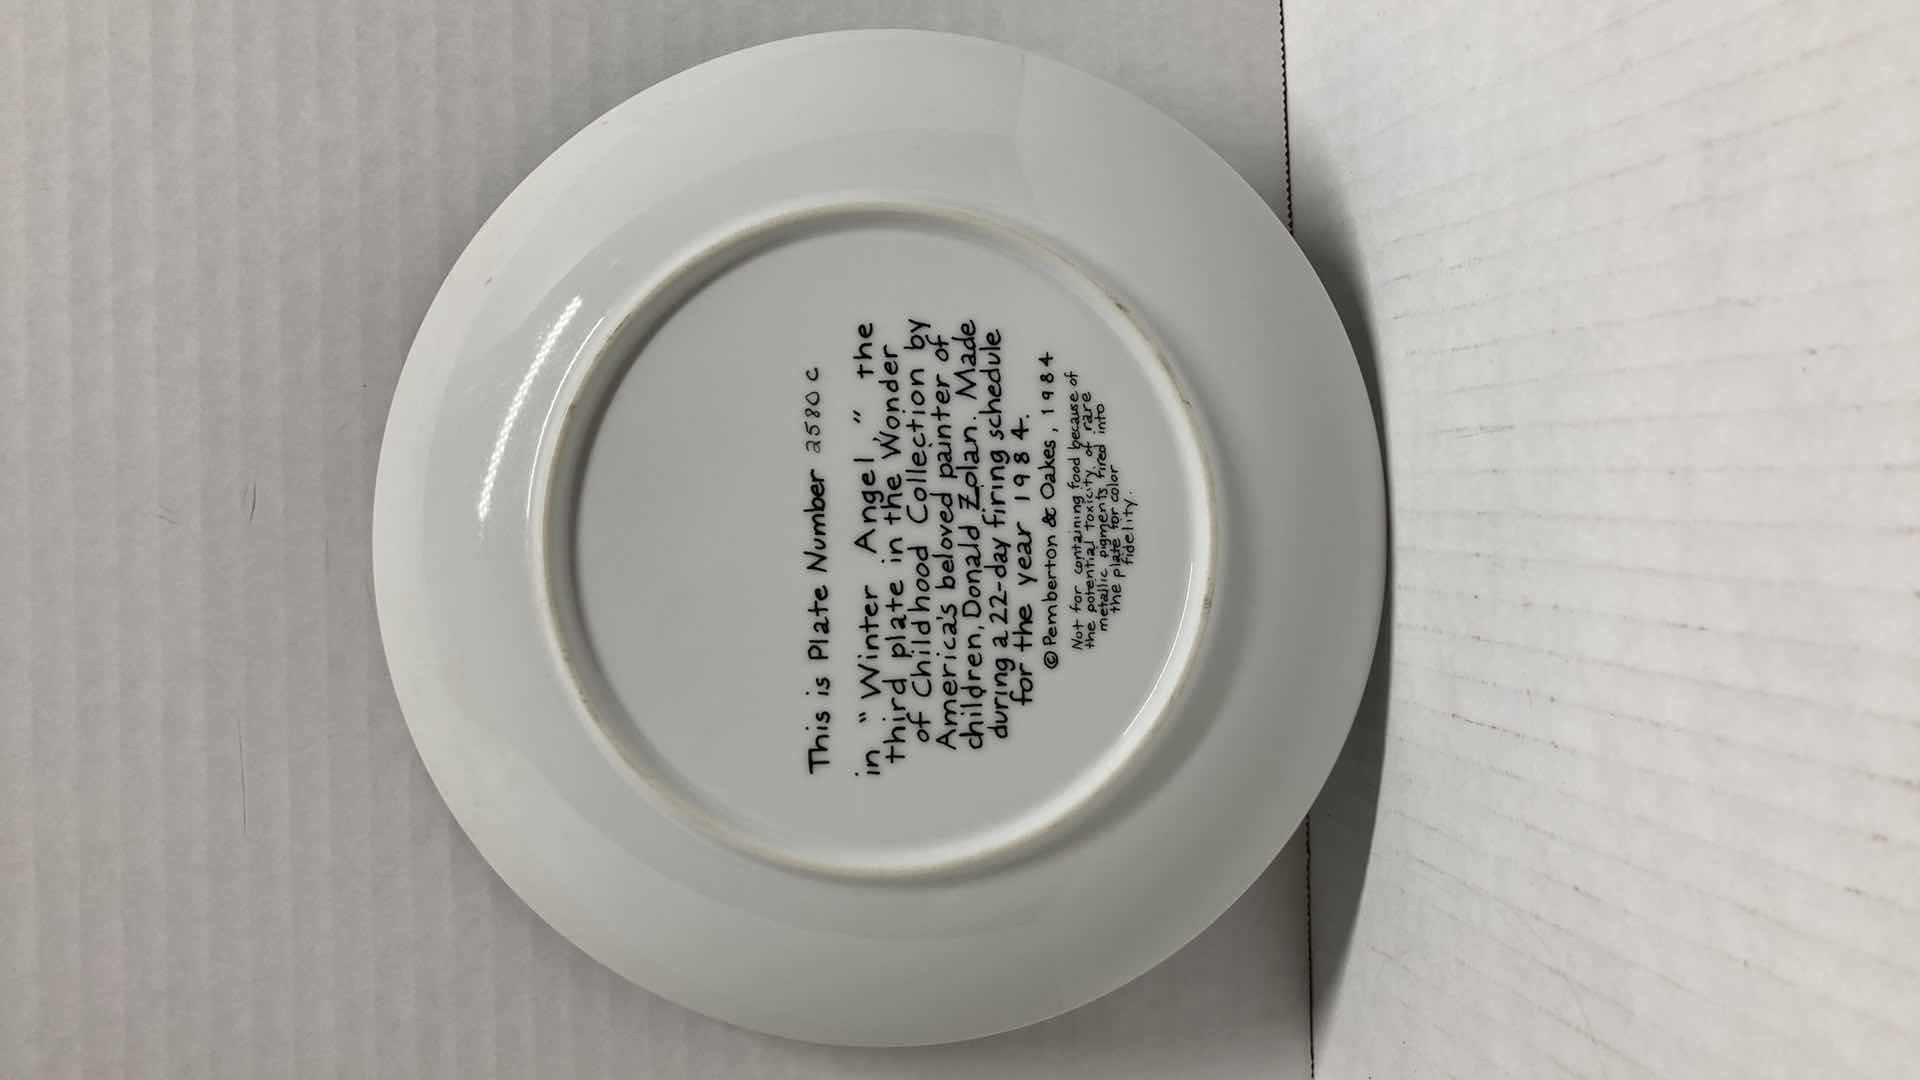 This is Plate Number 2580 C
in "Winter Angel," the
third plate in the Wonder
of Childhood Collection by
America's beloved painter of
children, Donald Zolan. Made
during a 22-day firing schedule
for the year 1984.
© Pemberton & Oakes, 1984
Not for containing food because of
the potential toxicity of rare
metallic pigments fired into
the plate for color
fidelity.